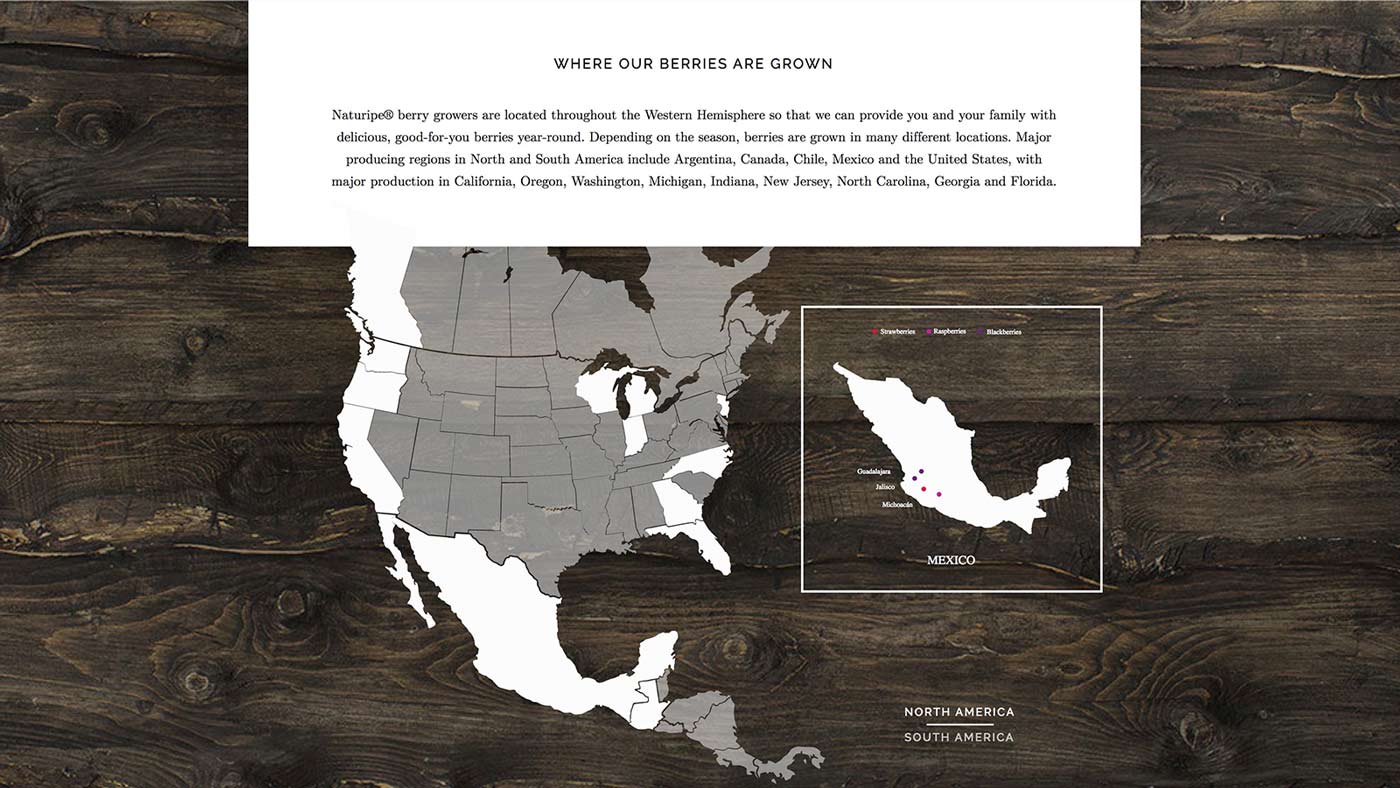 WHERE OUR BERRIES ARE GROWN
Naturipe® berry growers are located throughout the Western Hemisphere so that we can provide you and your family with
delicious, good-for-you berries year-round. Depending on the season, berries are grown in many different locations. Major
producing regions in North and South America include Argentina, Canada, Chile, Mexico and the United States, with
major production in California, Oregon, Washington, Michigan, Indiana, New Jersey, North Carolina, Georgia and Florida.
Strawberries Raspberries Blackberries
Guadalajara
Jalisco
Michoacán
MEXICO
NORTH AMERICA
SOUTH AMERICA